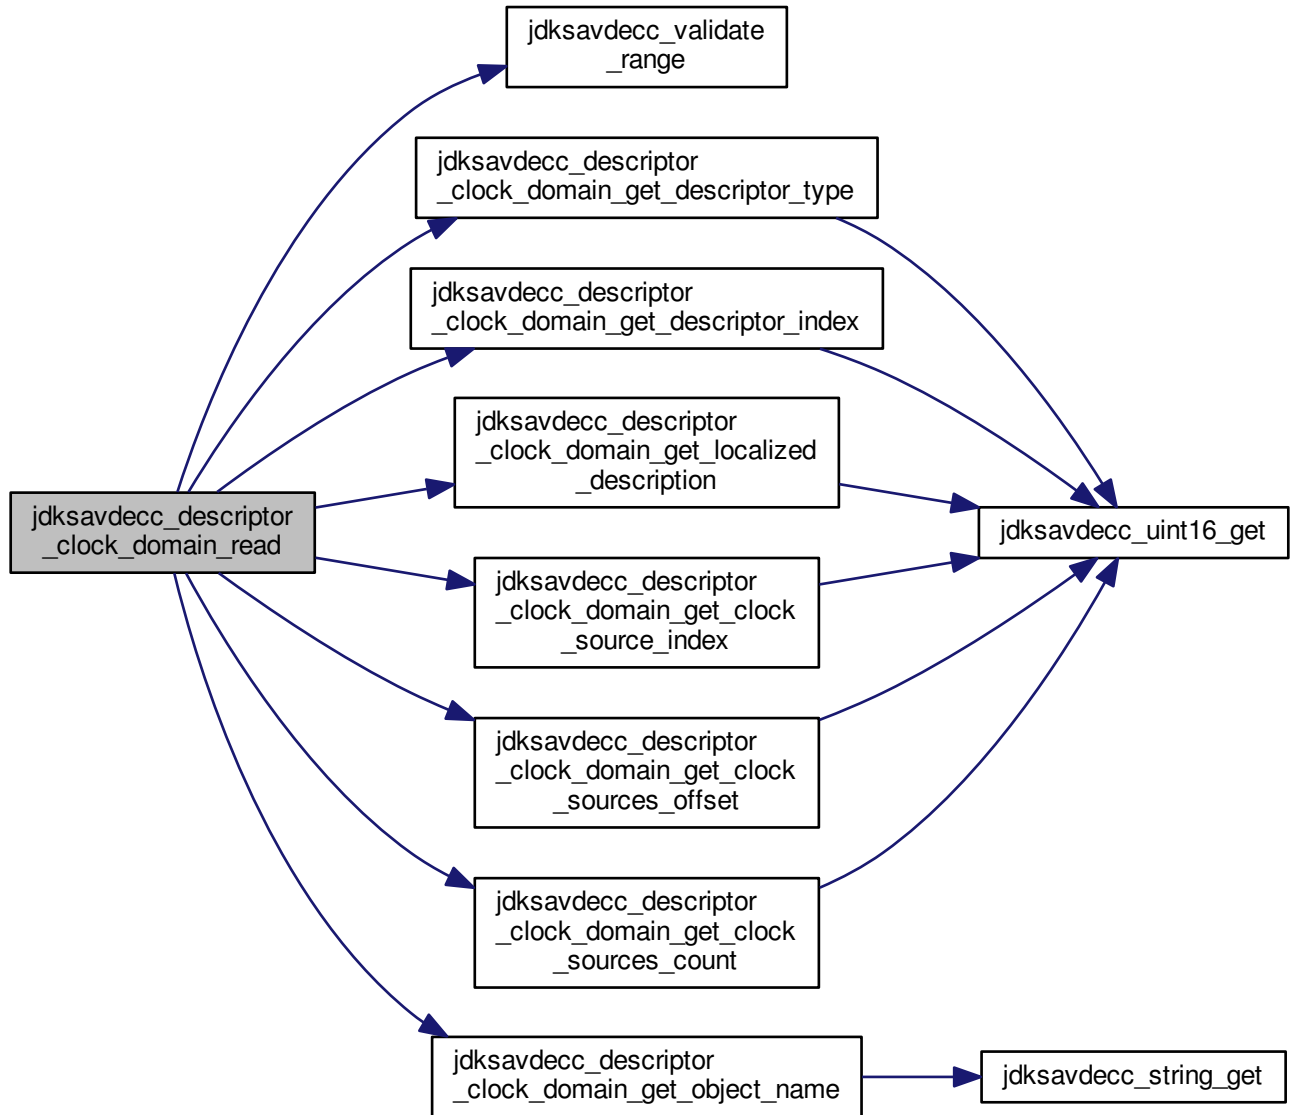 jdksavdecc_validate
_range
jdksavdecc_descriptor
_clock_domain_get_descriptor_type
jdksavdecc_descriptor
_clock_domain_get_descriptor_index
jdksavdecc_descriptor
_clock_domain_get_localized
_description
jdksavdecc_descriptor
_clock_domain_read
jdksavdecc_uint16_get
jdksavdecc_descriptor
_clock_domain_get_clock
_source_index
jdksavdecc_descriptor
_clock_domain_get_clock
_sources_offset
jdksavdecc_descriptor
_clock_domain_get_clock
_sources_count
jdksavdecc_descriptor
_clock_domain_get_object_name
jdksavdecc_string_get